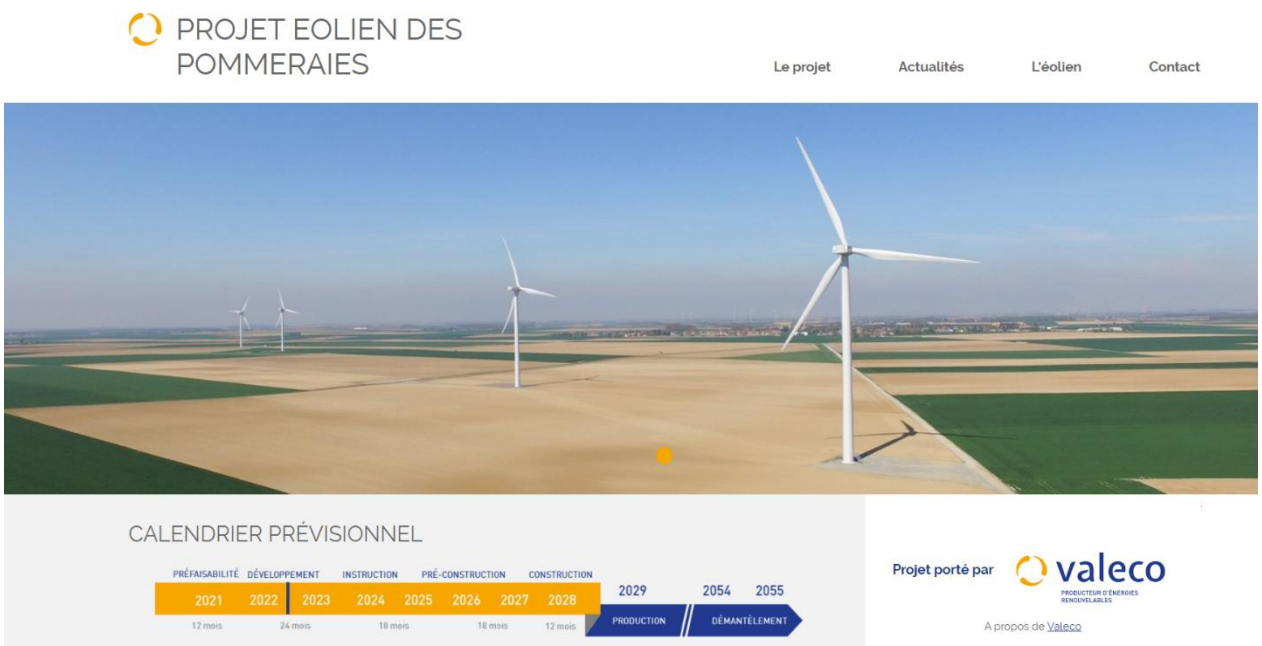 PROJET EOLIEN DES
POMMERAIES
Le projet Actualités L'éolien Contact
CALENDRIER PRÉVISIONNEL
PRÉFAISABILITÉ DÉVELOPPEMENT INSTRUCTION PRÉ-CONSTRUCTION CONSTRUCTION
2021 2022 2023 2024 2025 2026 2027 2028 2029 2054 2055
12 mois 24 mois 18 mois 18 mois 12 mois PRODUCTION DÉMANTÈLEMENT
Projet porté par valeco
PRODUCTEUR D'ÉNERGIES
RENOUVELABLES
A propos de Valeco